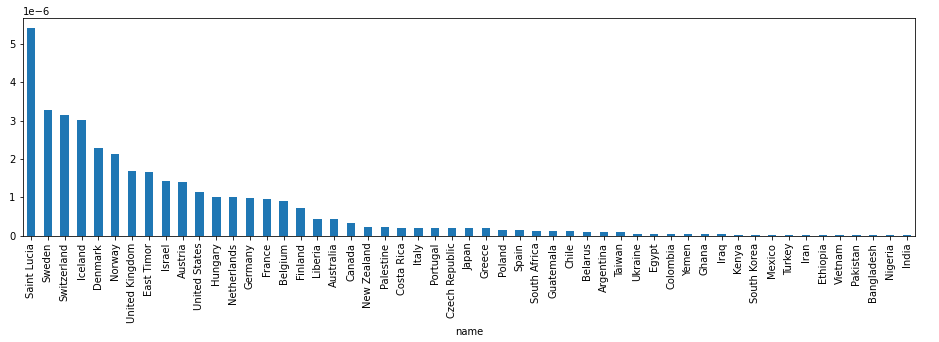 1e−6
5
4
3
2
1
0
Saint Lucia
Sweden
Switzerland
Iceland
Denmark
Norway
United Kingdom
East Timor
Israel
Austria
United States
Hungary
Netherlands
Germany
France
Belgium
Finland
Liberia
Australia
Canada
New Zealand
Palestine
Costa Rica
Italy
Portugal
Czech Republic
Japan
Greece
Poland
Spain
South Africa
Guatemala
Chile
Belarus
Argentina
Taiwan
Ukraine
Egypt
Colombia
Yemen
Ghana
Iraq
Kenya
South Korea
Mexico
Turkey
Iran
Ethiopia
Vietnam
Pakistan
Bangladesh
Nigeria
India
name